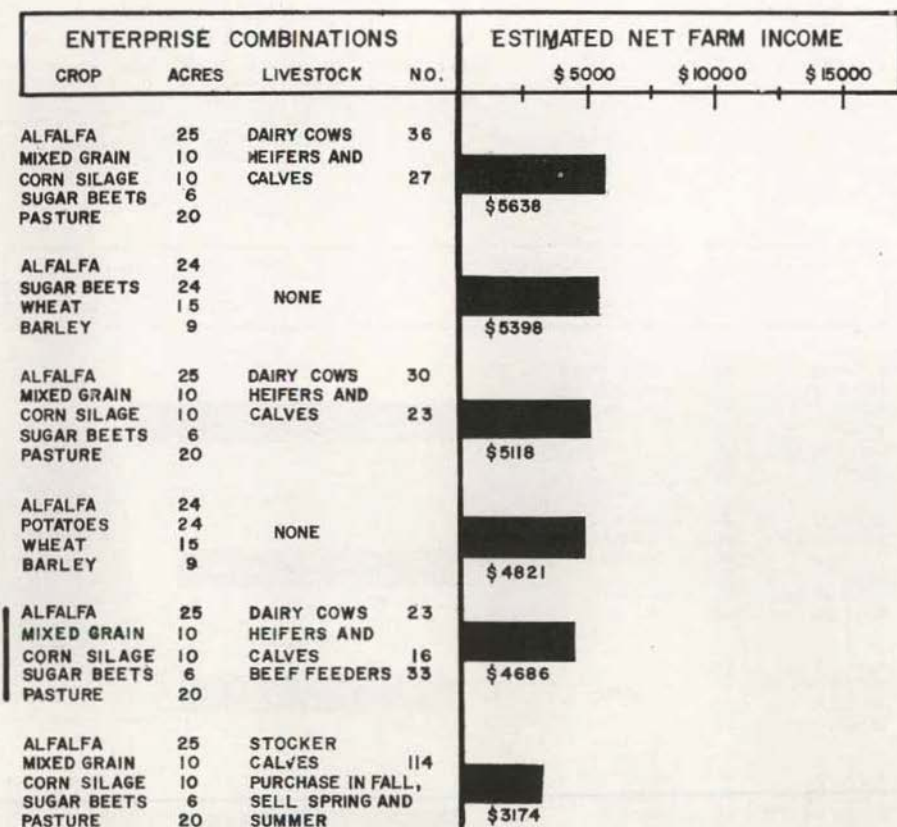 ENTERPRISE COMBINATIONS ESTIMATED NET FARM INCOME
CROP ACRES LIVESTOCK NO. $5000 $10000 $15000
ALFALFA 25 DAIRY COWS 36
MIXED GRAIN 10 HEIFERS AND
CORN SILAGE 10 CALVES 27
SUGAR BEETS 6
PASTURE 20
$5638
ALFALFA 24
SUGAR BEETS 24
WHEAT 15
BARLEY 9
NONE
$5398
ALFALFA 25 DAIRY COWS 30
MIXED GRAIN 10 HEIFERS AND
CORN SILAGE 10 CALVES 23
SUGAR BEETS 6
PASTURE 20
$5118
ALFALFA 24
POTATOES 24
WHEAT 15
BARLEY 9
NONE
$4821
ALFALFA 25 DAIRY COWS 23
MIXED GRAIN 10 HEIFERS AND
CORN SILAGE 10 CALVES 16
SUGAR BEETS 6 BEEF FEEDERS 33
PASTURE 20
$4686
ALFALFA 25 STOCKER
MIXED GRAIN 10 CALVES 114
CORN SILAGE 10 PURCHASE IN FALL,
SUGAR BEETS 6 SELL SPRING AND
PASTURE 20 SUMMER
$3174